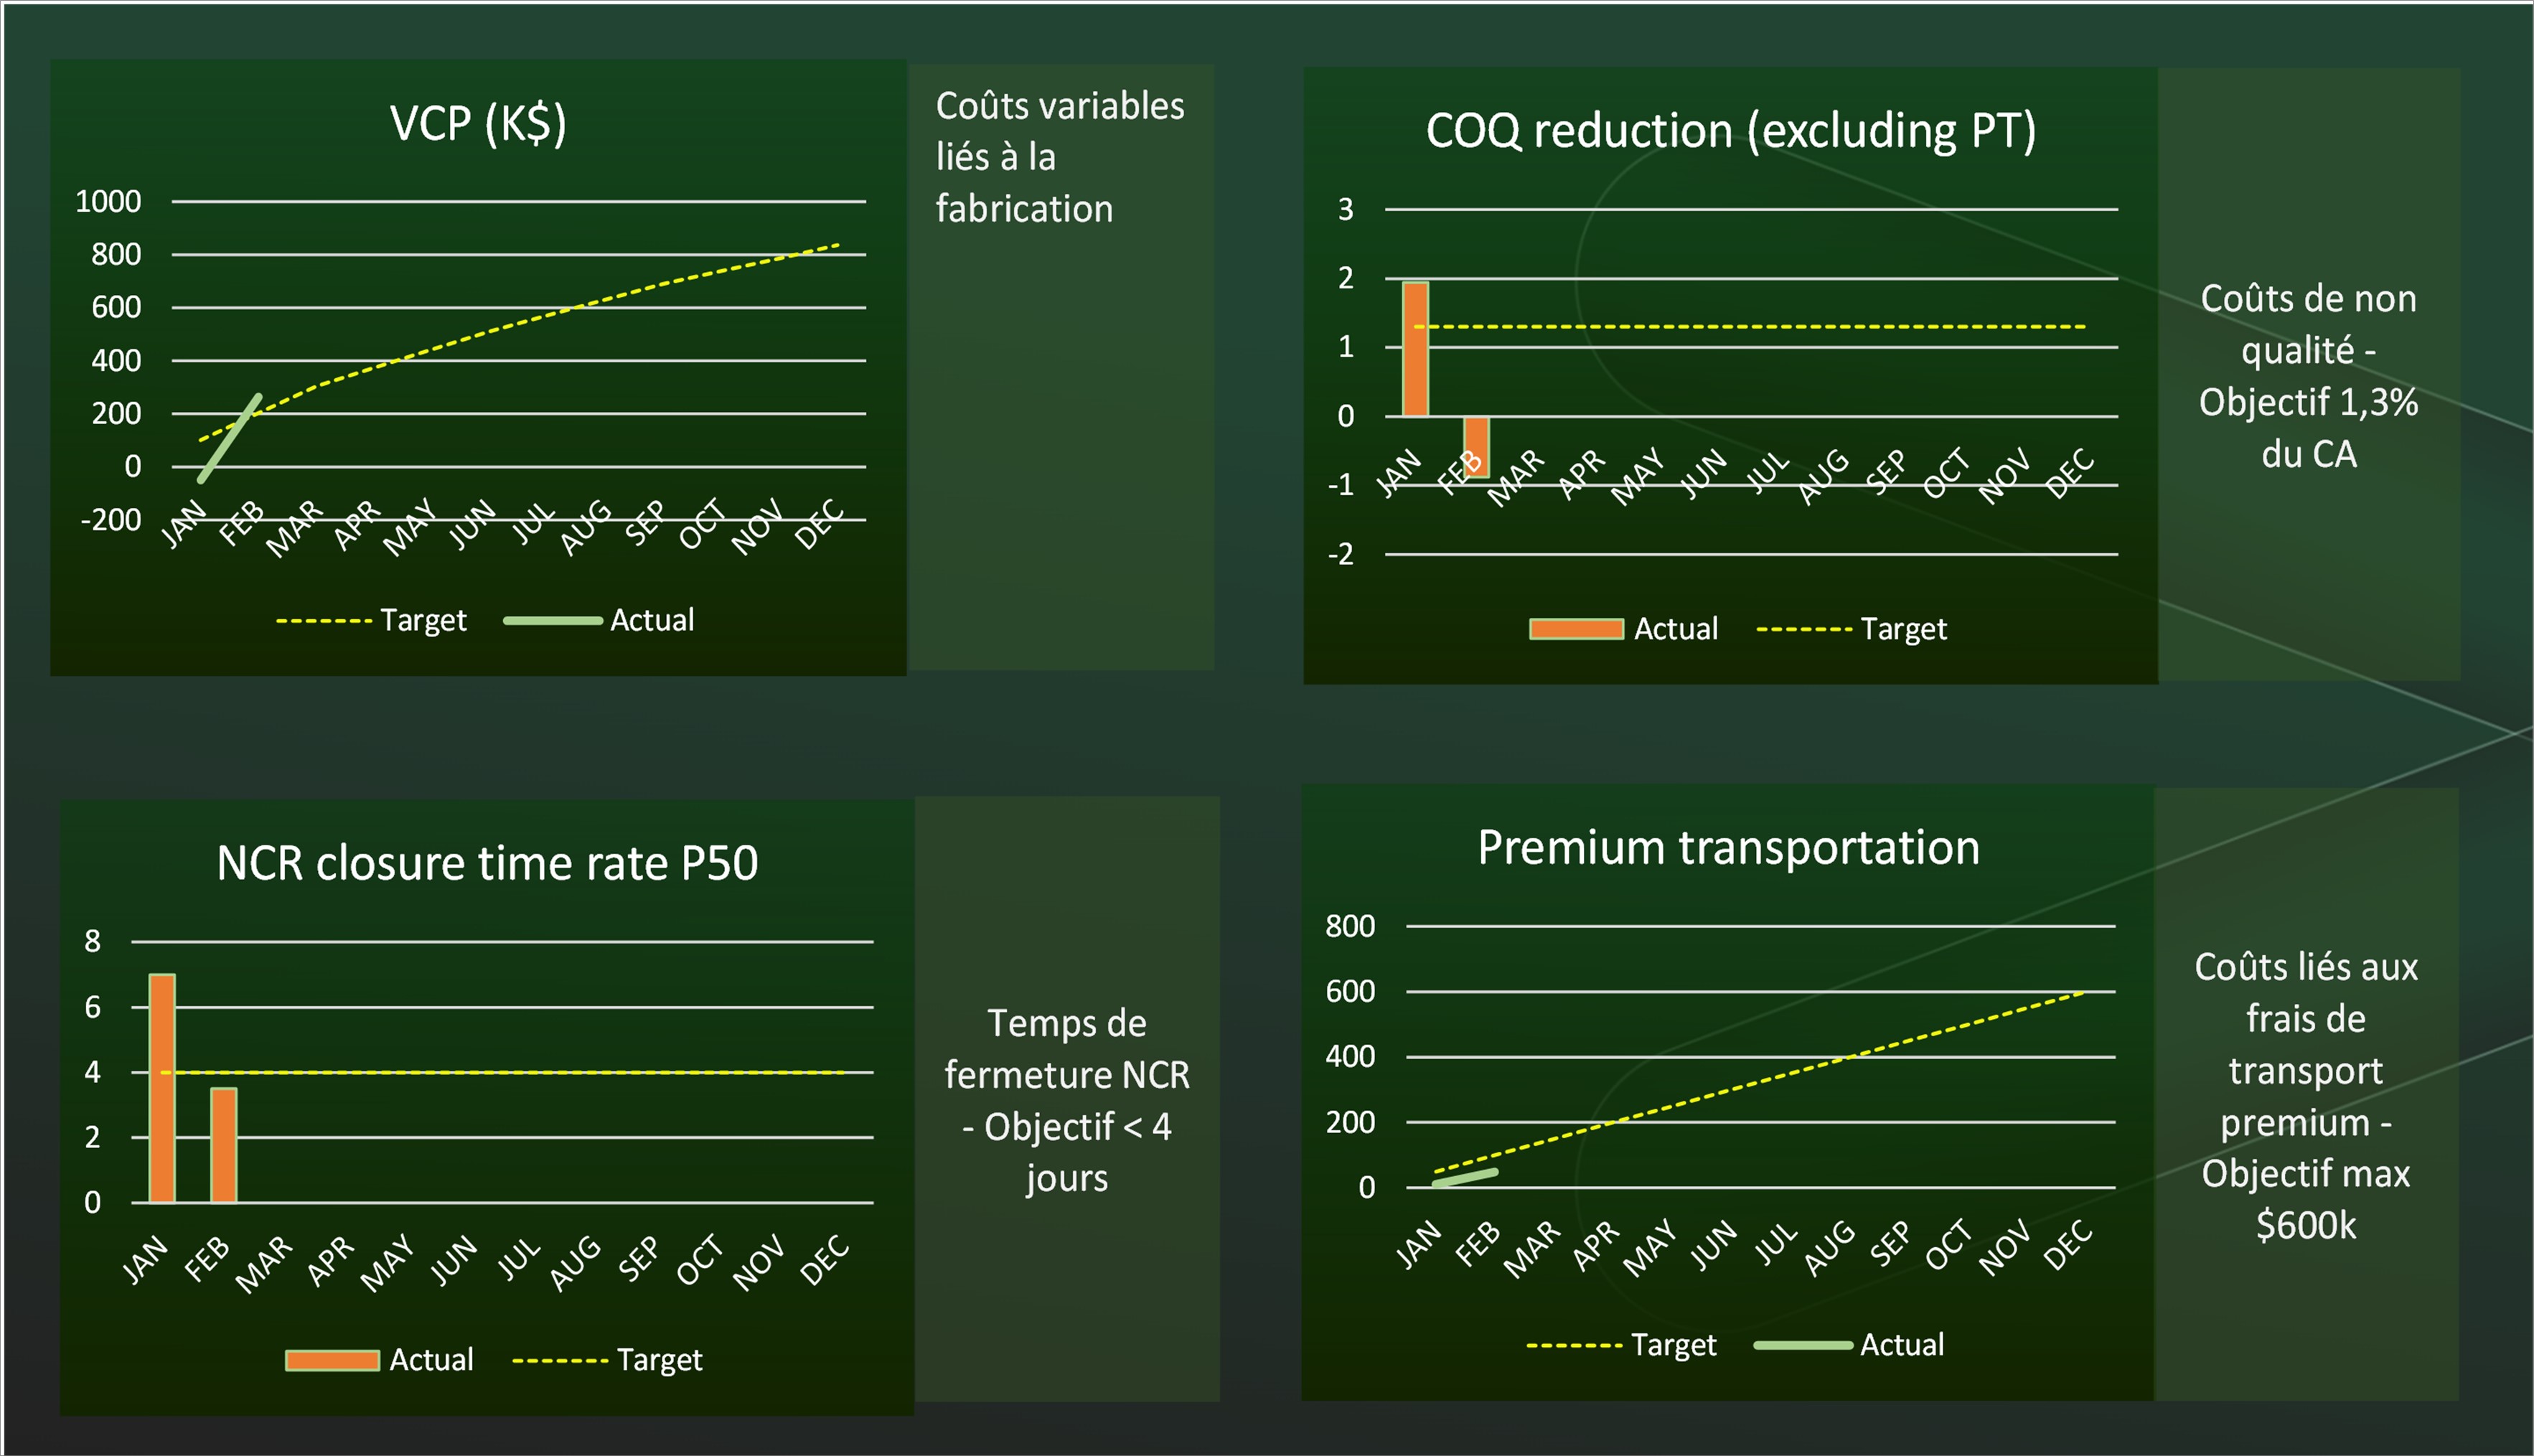 VCP (K$)
1000
800
600
400
200
0
-200
JAN FEB MAR APR MAY JUN JUL AUG SEP OCT NOV DEC
Target Actual
Coûts variables
liés à la
fabrication
COQ reduction (excluding PT)
3
2
1
0
-1
-2
JAN FEB MAR APR MAY JUN JUL AUG SEP OCT NOV DEC
Actual Target
Coûts de non
qualité -
Objectif 1,3%
du CA
NCR closure time rate P50
8
6
4
2
0
JAN FEB MAR APR MAY JUN JUL AUG SEP OCT NOV DEC
Actual Target
Temps de
fermeture NCR
- Objectif < 4
jours
Premium transportation
800
600
400
200
0
JAN FEB MAR APR MAY JUN JUL AUG SEP OCT NOV DEC
Target Actual
Coûts liés aux
frais de
transport
premium -
Objectif max
$600k